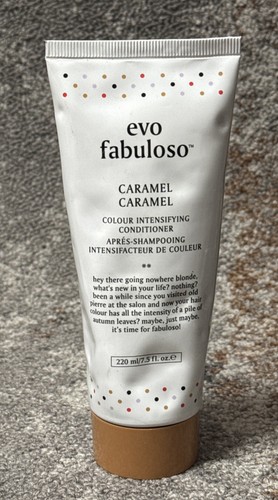 evo
fabuloso™
CARAMEL
CARAMEL
COLOUR INTENSIFYING
CONDITIONER
APRÈS-SHAMPOOING
INTENSIFACTEUR DE COULEUR
**
hey there going nowhere blonde.
what's new in your life? nothing?
been a while since you visited old
pierre at the salon and now your hair
colour has all the intensity of a pile of
autumn leaves? maybe, just maybe,
it's time for fabuloso!
220 ml/7.5 fl. oz.℮